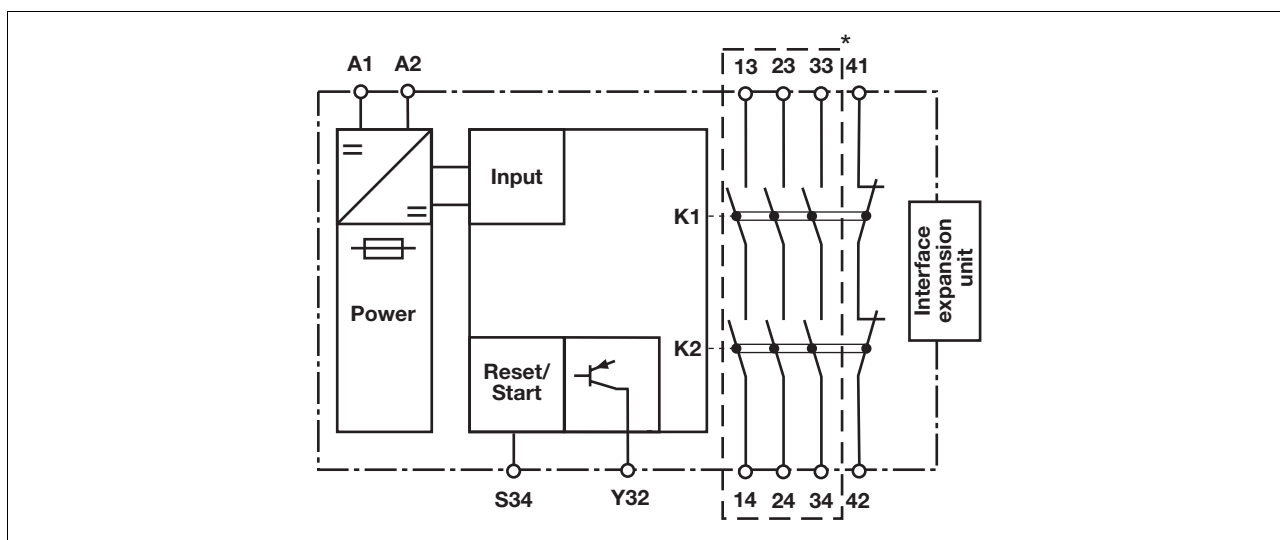 *
A1 A2 13 23 33 41
Input
K1
Interface
expansion
unit
Power
K2
Reset/
Start
S34 Y32 14 24 34 42